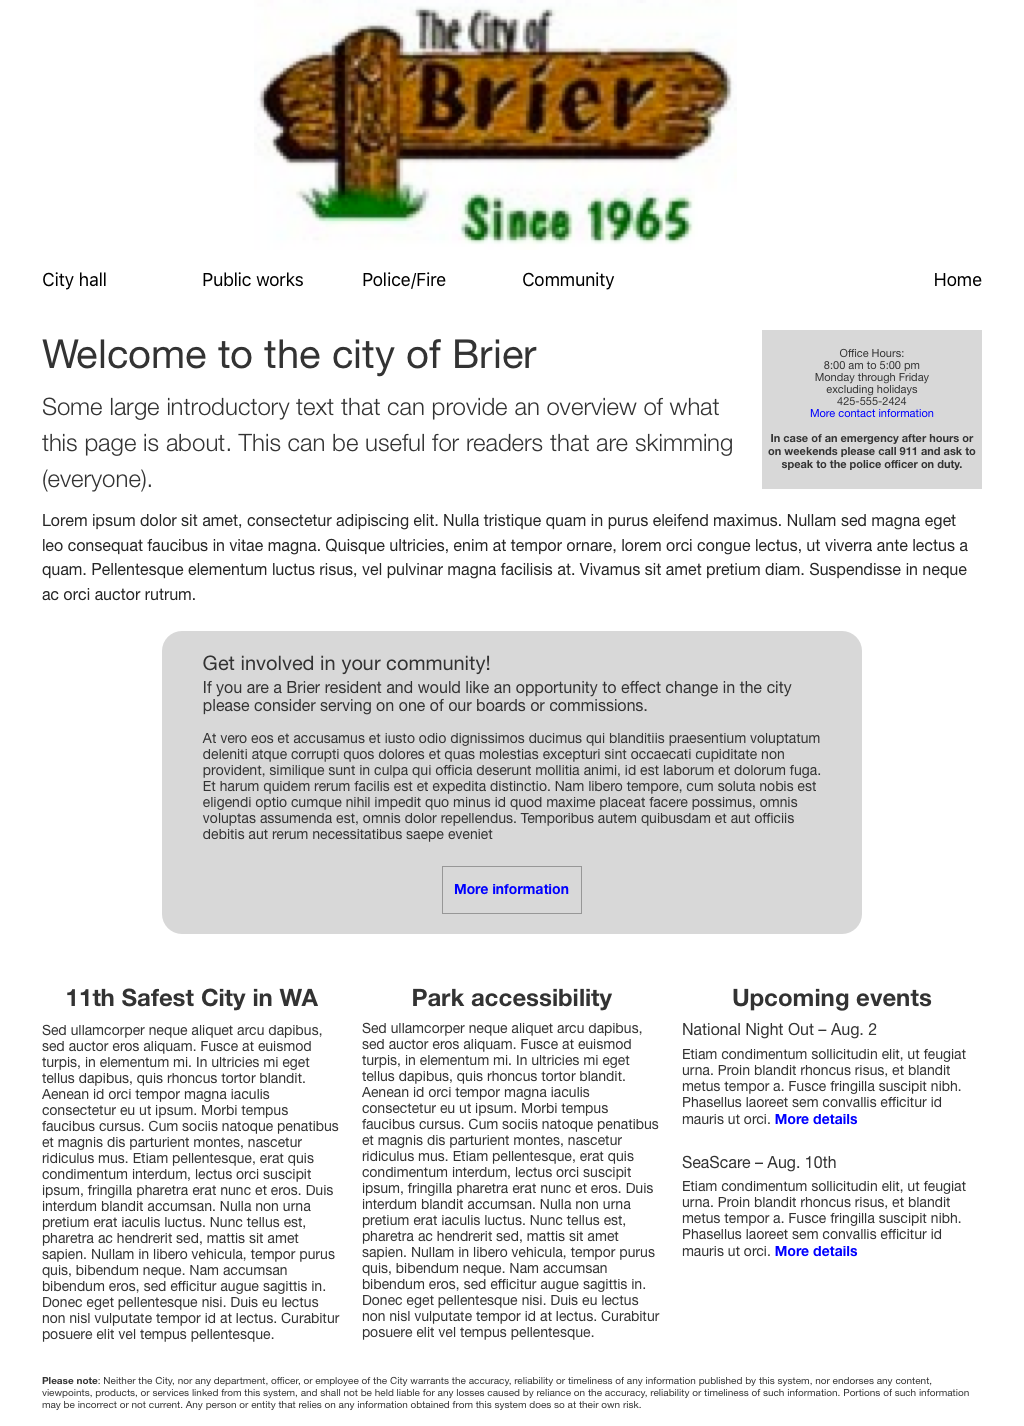 The City of
Brier
Since 1965
City hall
Public works
Police/Fire
Community
Home
Welcome to the city of Brier
Some large introductory text that can provide an overview of what
this page is about. This can be useful for readers that are skimming
(everyone).
Office Hours:
8:00 am to 5:00 pm
Monday through Friday
excluding holidays
425-555-2424
More contact information
In case of an emergency after hours or
on weekends please call 911 and ask to
speak to the police officer on duty.
Lorem ipsum dolor sit amet, consectetur adipiscing elit. Nulla tristique quam in purus eleifend maximus. Nullam sed magna eget
leo consequat faucibus in vitae magna. Quisque ultricies, enim at tempor ornare, lorem orci congue lectus, ut viverra ante lectus a
quam. Pellentesque elementum luctus risus, vel pulvinar magna facilisis at. Vivamus sit amet pretium diam. Suspendisse in neque
ac orci auctor rutrum.
Get involved in your community!
If you are a Brier resident and would like an opportunity to effect change in the city
please consider serving on one of our boards or commissions.
At vero eos et accusamus et iusto odio dignissimos ducimus qui blanditiis praesentium voluptatum
deleniti atque corrupti quos dolores et quas molestias excepturi sint occaecati cupiditate non
provident, similique sunt in culpa qui officia deserunt mollitia animi, id est laborum et dolorum fuga.
Et harum quidem rerum facilis est et expedita distinctio. Nam libero tempore, cum soluta nobis est
eligendi optio cumque nihil impedit quo minus id quod maxime placeat facere possimus, omnis
voluptas assumenda est, omnis dolor repellendus. Temporibus autem quibusdam et aut officiis
debitis aut rerum necessitatibus saepe eveniet
More information
11th Safest City in WA
Sed ullamcorper neque aliquet arcu dapibus,
sed auctor eros aliquam. Fusce at euismod
turpis, in elementum mi. In ultricies mi eget
tellus dapibus, quis rhoncus tortor blandit.
Aenean id orci tempor magna iaculis
consectetur eu ut ipsum. Morbi tempus
faucibus cursus. Cum sociis natoque penatibus
et magnis dis parturient montes, nascetur
ridiculus mus. Etiam pellentesque, erat quis
condimentum interdum, lectus orci suscipit
ipsum, fringilla pharetra erat nunc et eros. Duis
interdum blandit accumsan. Nulla non urna
pretium erat iaculis luctus. Nunc tellus est,
pharetra ac hendrerit sed, mattis sit amet
sapien. Nullam in libero vehicula, tempor purus
quis, bibendum neque. Nam accumsan
bibendum eros, sed efficitur augue sagittis in.
Donec eget pellentesque nisi. Duis eu lectus
non nisl vulputate tempor id at lectus. Curabitur
posuere elit vel tempus pellentesque.
Park accessibility
Sed ullamcorper neque aliquet arcu dapibus,
sed auctor eros aliquam. Fusce at euismod
turpis, in elementum mi. In ultricies mi eget
tellus dapibus, quis rhoncus tortor blandit.
Aenean id orci tempor magna iaculis
consectetur eu ut ipsum. Morbi tempus
faucibus cursus. Cum sociis natoque penatibus
et magnis dis parturient montes, nascetur
ridiculus mus. Etiam pellentesque, erat quis
condimentum interdum, lectus orci suscipit
ipsum, fringilla pharetra erat nunc et eros. Duis
interdum blandit accumsan. Nulla non urna
pretium erat iaculis luctus. Nunc tellus est,
pharetra ac hendrerit sed, mattis sit amet
sapien. Nullam in libero vehicula, tempor purus
quis, bibendum neque. Nam accumsan
bibendum eros, sed efficitur augue sagittis in.
Donec eget pellentesque nisi. Duis eu lectus
non nisl vulputate tempor id at lectus. Curabitur
posuere elit vel tempus pellentesque.
Upcoming events
National Night Out – Aug. 2
Etiam condimentum sollicitudin elit, ut feugiat
urna. Proin blandit rhoncus risus, et blandit
metus tempor a. Fusce fringilla suscipit nibh.
Phasellus laoreet sem convallis efficitur id
mauris ut orci. More details
SeaScare – Aug. 10th
Etiam condimentum sollicitudin elit, ut feugiat
urna. Proin blandit rhoncus risus, et blandit
metus tempor a. Fusce fringilla suscipit nibh.
Phasellus laoreet sem convallis efficitur id
mauris ut orci. More details
Please note: Neither the City, nor any department, officer, or employee of the City warrants the accuracy, reliability or timeliness of any information published by this system, nor endorses any content,
viewpoints, products, or services linked from this system, and shall not be held liable for any losses caused by reliance on the accuracy, reliability or timeliness of such information. Portions of such information
may be incorrect or not current. Any person or entity that relies on any information obtained from this system does so at their own risk.